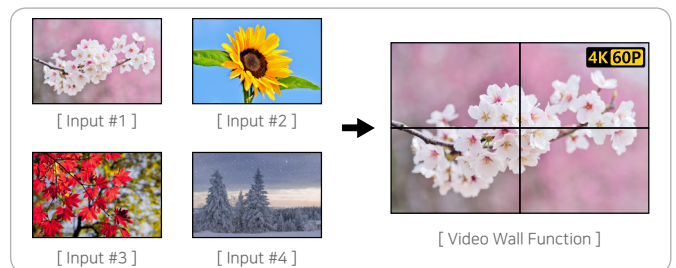 [ Input #1 ]
[ Input #2 ]
4K 60P
[ Input #3 ]
[ Input #4 ]
[ Video Wall Function ]